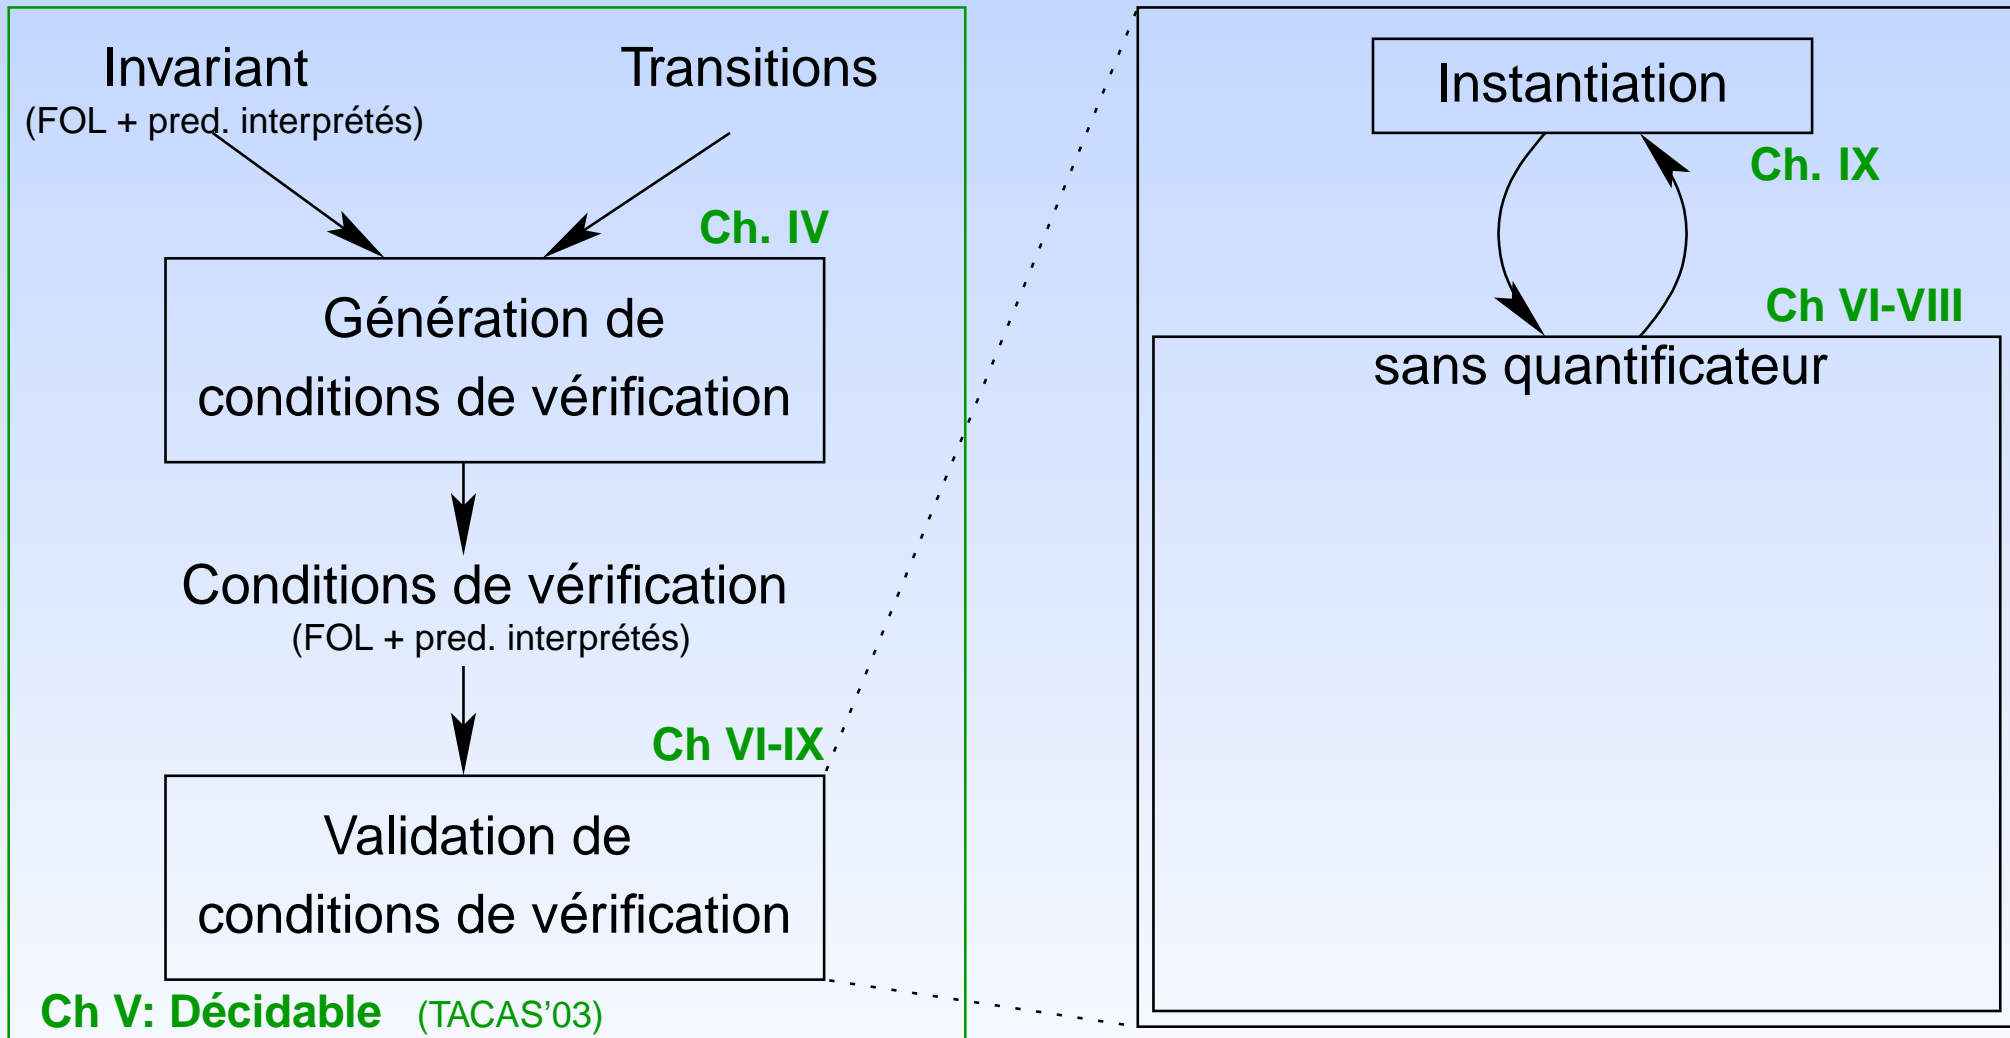 Invariant
(FOL + pred. interprétés)
Transitions
Ch. IV
Génération de
conditions de vérification
Conditions de vérification
(FOL + pred. interprétés)
Ch VI-IX
Validation de
conditions de vérification
Ch V: Décidable (TACAS'03)
Instantiation
Ch. IX
Ch VI-VIII
sans quantificateur